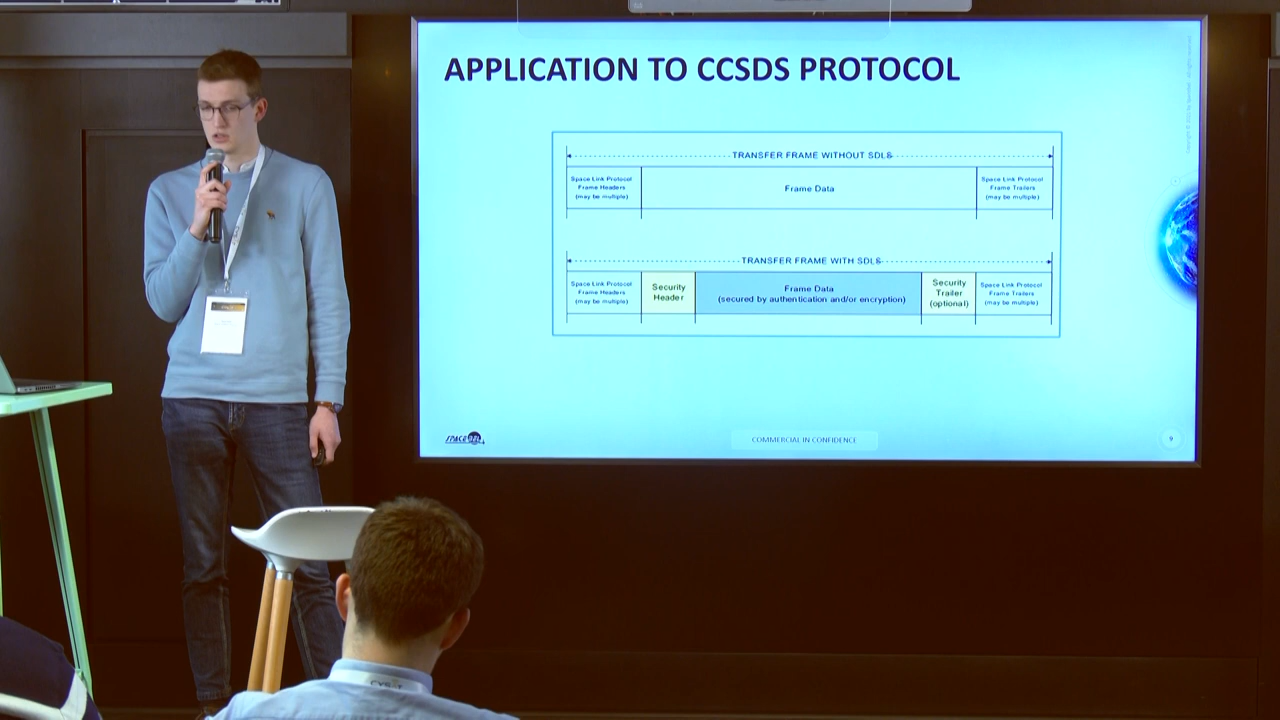 APPLICATION TO CCSDS PROTOCOL
TRANSFER FRAME WITHOUT SDLS
Space Link Protocol
Frame Headers
(may be multiple)
Frame Data
Space Link Protocol
Frame Trailers
(may be multiple)
TRANSFER FRAME WITH SDLS
Space Link Protocol
Frame Headers
(may be multiple)
Security
Header
Frame Data
(secured by authentication and/or encryption)
Security
Trailer
(optional)
Space Link Protocol
Frame Trailers
(may be multiple)
COMMERCIAL IN CONFIDENCE
9